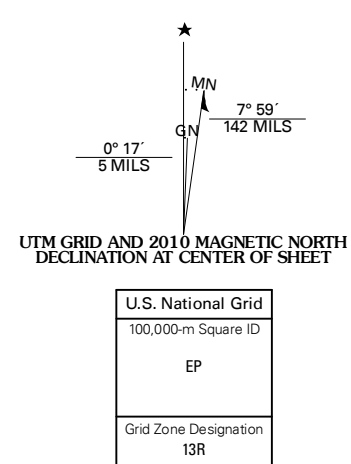 ★
MN
7° 59´
142 MILS
GN
0° 17´
5 MILS
UTM GRID AND 2010 MAGNETIC NORTH
DECLINATION AT CENTER OF SHEET
U.S. National Grid
100,000-m Square ID
EP
Grid Zone Designation
13R